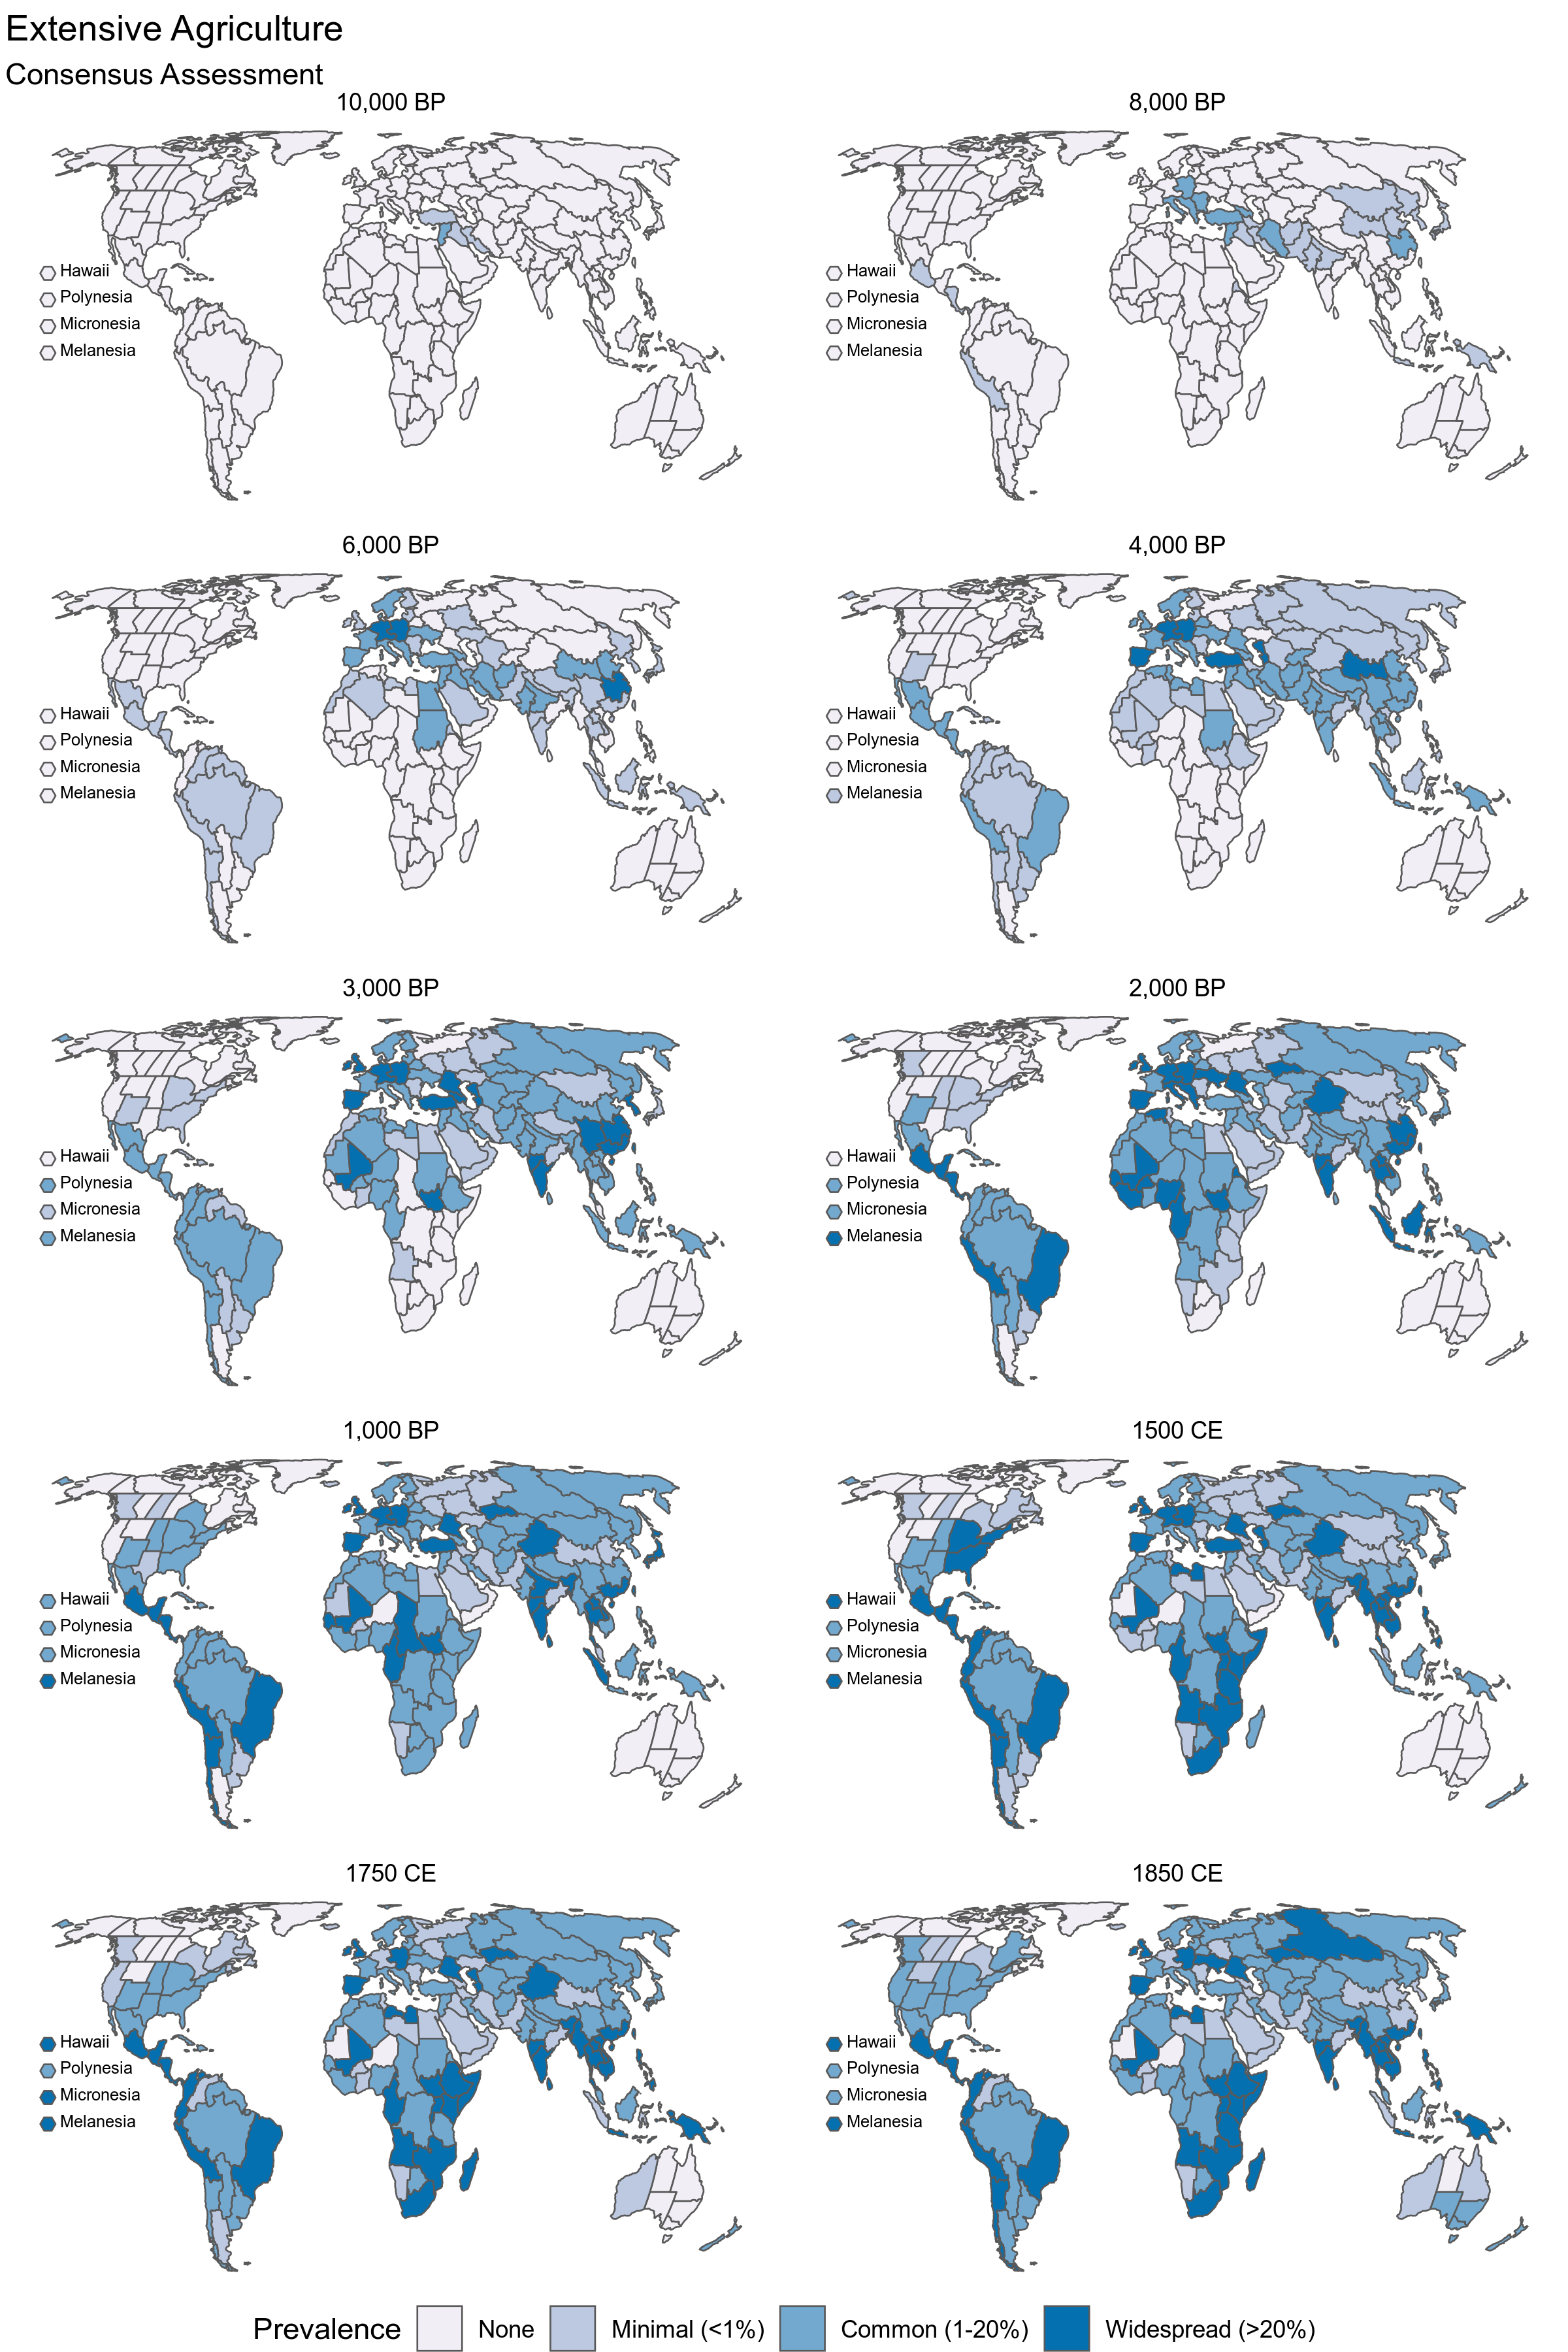 Extensive Agriculture
Consensus Assessment
10,000 BP
8,000 BP
Hawaii
Polynesia
Micronesia
Melanesia
Hawaii
Polynesia
Micronesia
Melanesia
6,000 BP
4,000 BP
Hawaii
Polynesia
Micronesia
Melanesia
Hawaii
Polynesia
Micronesia
Melanesia
3,000 BP
2,000 BP
Hawaii
Polynesia
Micronesia
Melanesia
Hawaii
Polynesia
Micronesia
Melanesia
1,000 BP
1500 CE
Hawaii
Polynesia
Micronesia
Melanesia
Hawaii
Polynesia
Micronesia
Melanesia
1750 CE
1850 CE
Hawaii
Polynesia
Micronesia
Melanesia
Hawaii
Polynesia
Micronesia
Melanesia
Prevalence None Minimal (<1%) Common (1-20%) Widespread (>20%)